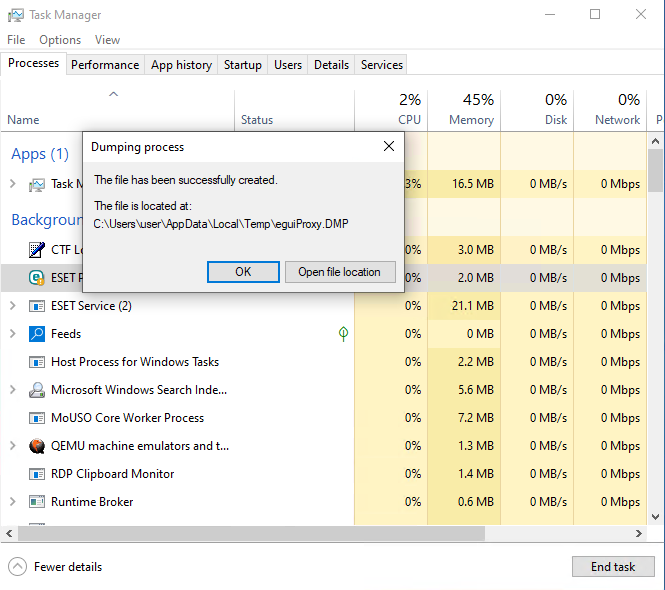 Task Manager
File Options View
Processes Performance App history Startup Users Details Services
2% 45% 0% 0%
Name Status CPU Memory Disk Network P
Apps (1)
Task M 3% 16.5 MB 0 MB/s 0 Mbps
Backgroun
CTF Lo 0% 3.0 MB 0 MB/s 0 Mbps
ESET P 0% 2.0 MB 0 MB/s 0 Mbps
ESET Service (2) 0% 21.1 MB 0 MB/s 0 Mbps
Feeds 0% 0 MB 0 MB/s 0 Mbps
Host Process for Windows Tasks 0% 2.2 MB 0 MB/s 0 Mbps
Microsoft Windows Search Inde... 0% 5.6 MB 0 MB/s 0 Mbps
MoUSO Core Worker Process 0% 7.2 MB 0 MB/s 0 Mbps
QEMU machine emulators and t... 0% 1.3 MB 0 MB/s 0 Mbps
RDP Clipboard Monitor 0% 1.4 MB 0 MB/s 0 Mbps
Runtime Broker 0% 0.6 MB 0 MB/s 0 Mbps
Dumping process
The file has been successfully created.
The file is located at:
C:\Users\user\AppData\Local\Temp\eguiProxy.DMP
OK Open file location
Fewer details End task